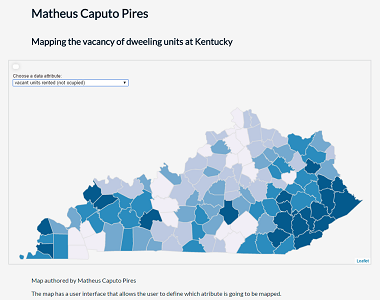 Matheus Caputo Pires
Mapping the vacancy of dweeling units at Kentucky
Choose a data attribute:
vacant units rented (not ocupied)
Leaflet
Map authored by Matheus Caputo Pires
The map has a user interface that allows the user to define which atribute is going to be mapped.